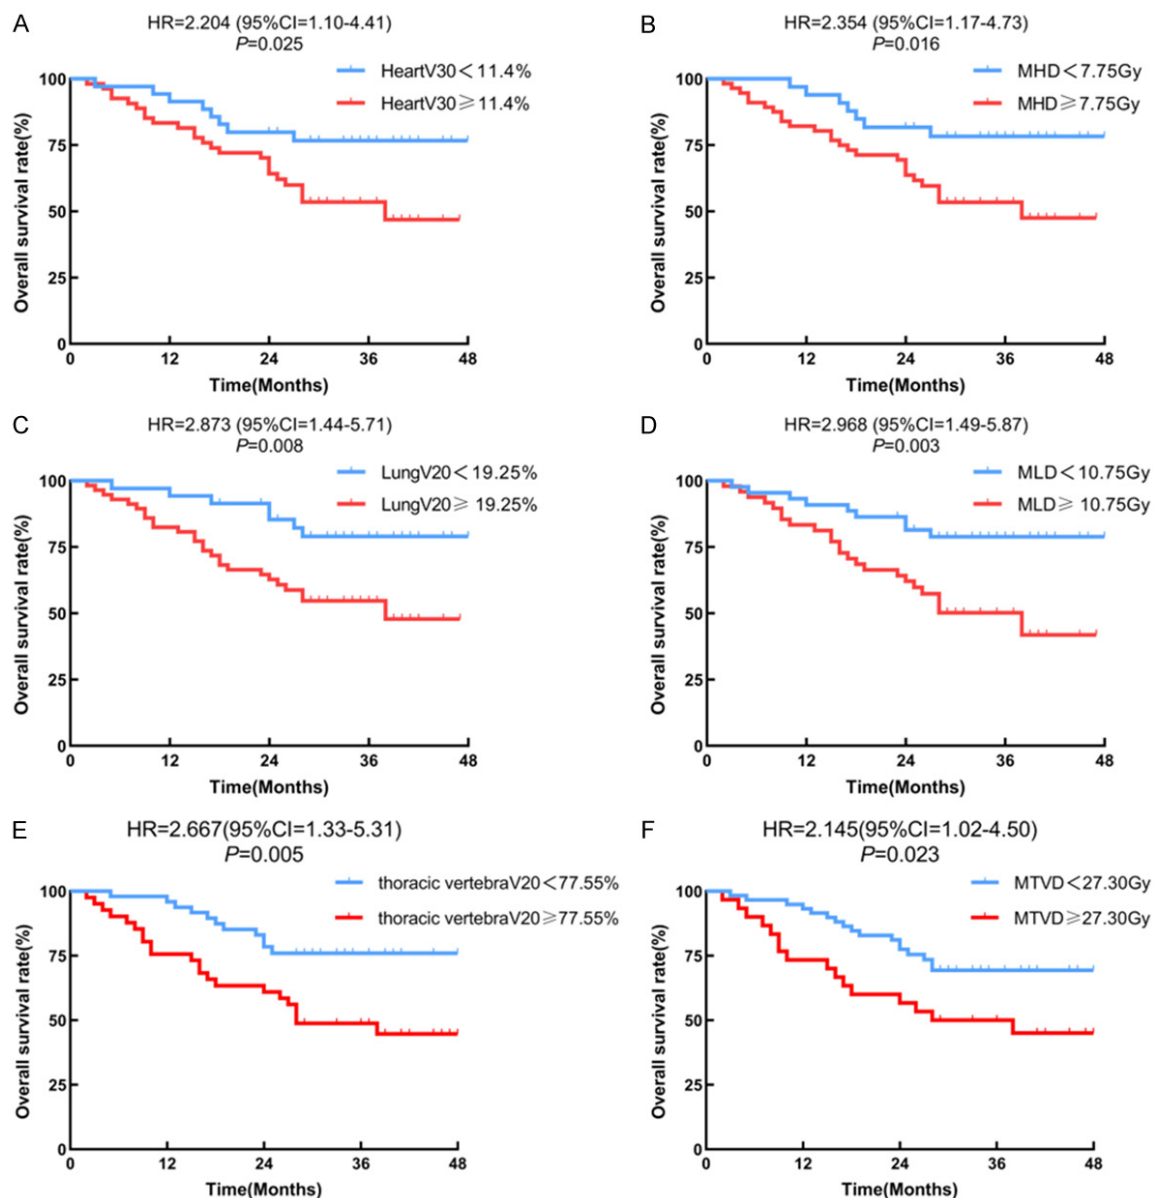 A
HR=2.204 (95%CI=1.10-4.41)
P=0.025
HeartV30<11.4%
HeartV30≥11.4%
Overall survival rate(%)
100
75
50
25
0
0 12 24 36 48
Time(Months)
B
HR=2.354 (95%CI=1.17-4.73)
P=0.016
MHD<7.75Gy
MHD≥7.75Gy
Overall survival rate(%)
100
75
50
25
0
0 12 24 36 48
Time(Months)
C
HR=2.873 (95%CI=1.44-5.71)
P=0.008
LungV20<19.25%
LungV20≥ 19.25%
Overall survival rate(%)
100
75
50
25
0
0 12 24 36 48
Time(Months)
D
HR=2.968 (95%CI=1.49-5.87)
P=0.003
MLD<10.75Gy
MLD≥ 10.75Gy
Overall survival rate(%)
100
75
50
25
0
0 12 24 36 48
Time(Months)
E
HR=2.667(95%CI=1.33-5.31)
P=0.005
thoracic vertebraV20<77.55%
thoracic vertebraV20≥77.55%
Overall survival rate(%)
100
75
50
25
0
0 12 24 36 48
Time(Months)
F
HR=2.145(95%CI=1.02-4.50)
P=0.023
MTVD<27.30Gy
MTVD≥27.30Gy
Overall survival rate(%)
100
75
50
25
0
0 12 24 36 48
Time(Months)